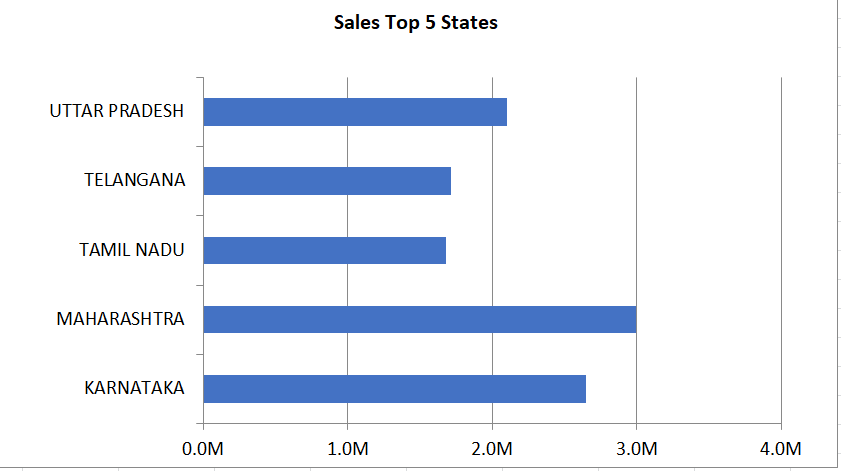 Sales Top 5 States
UTTAR PRADESH
TELANGANA
TAMIL NADU
MAHARASHTRA
KARNATAKA
0.0M 1.0M 2.0M 3.0M 4.0M